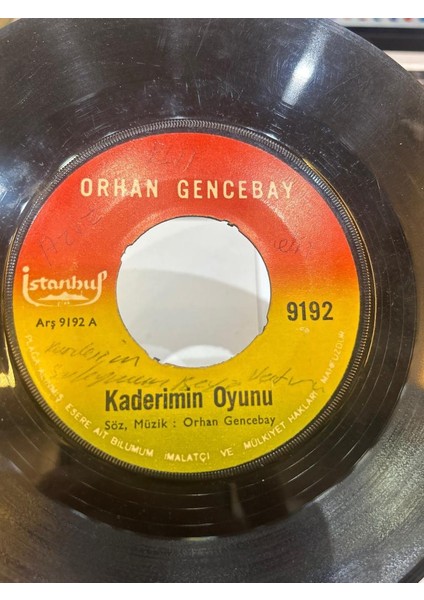 ORHAN GENCEBAY
istanbul
9192
Arş 9192 A
Kaderimin Oyunu
Söz, Müzik : Orhan Gencebay
ESERE AİT BİLUMUM İMALATÇI VE MÜLKİYET HAKLARI MAHFUZDUR